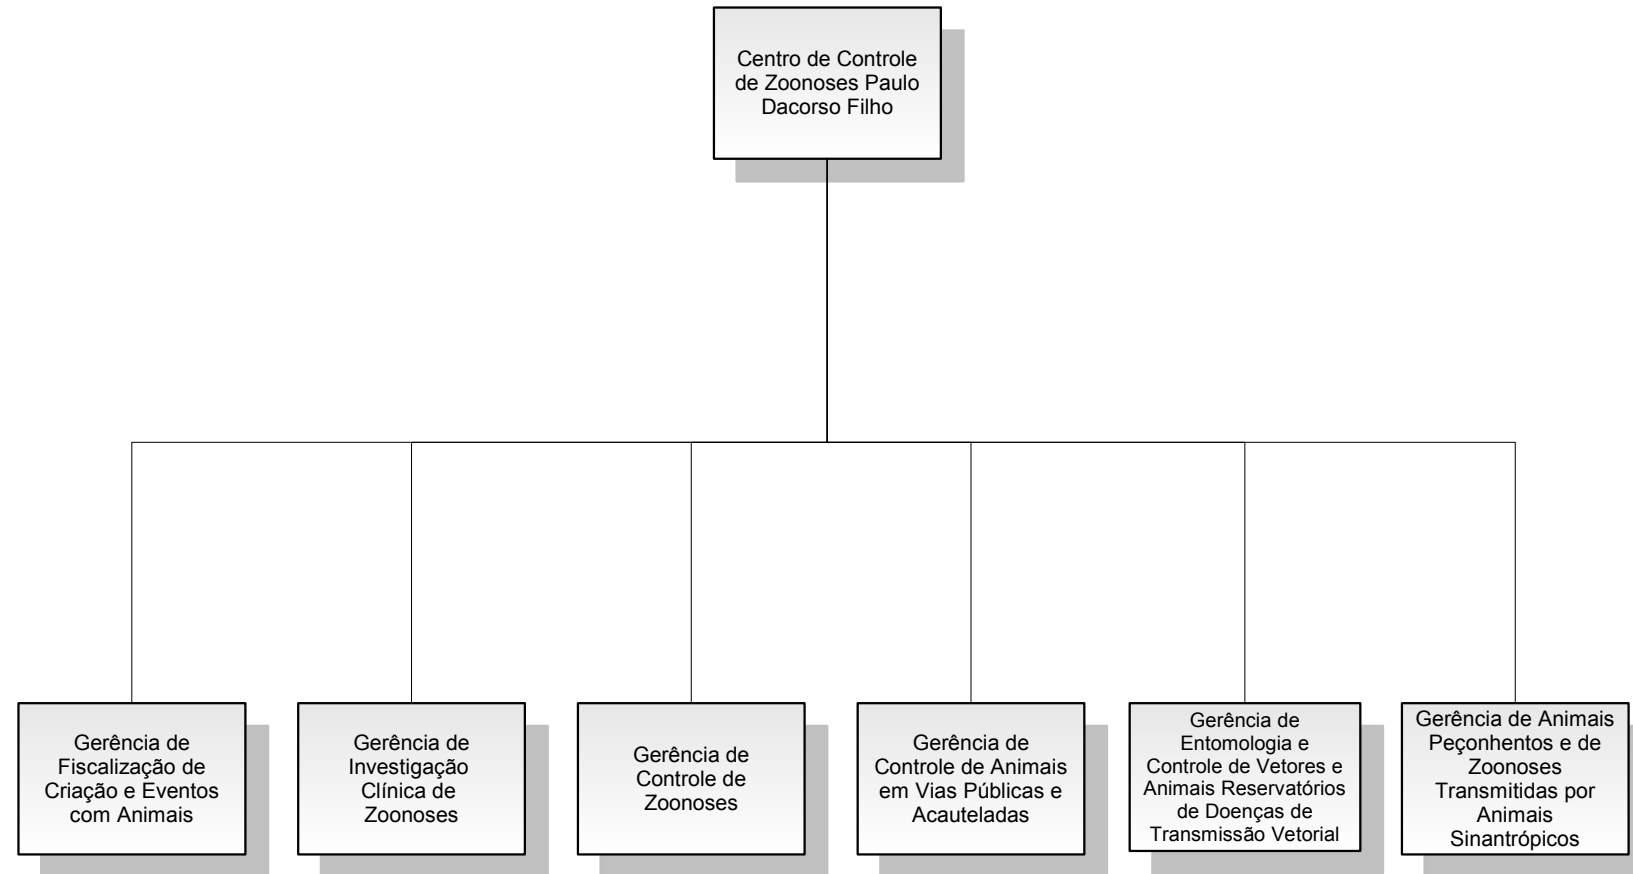 Centro de Controle
de Zoonoses Paulo
Dacorso Filho
Gerência de
Fiscalização de
Criação e Eventos
com Animais
Gerência de
Investigação
Clínica de
Zoonoses
Gerência de
Controle de
Zoonoses
Gerência de
Controle de Animais
em Vias Públicas e
Acauteladas
Gerência de
Entomologia e
Controle de Vetores e
Animais Reservatórios
de Doenças de
Transmissão Vetorial
Gerência de Animais
Peçonhentos e de
Zoonoses
Transmitidas por
Animais
Sinantrópicos